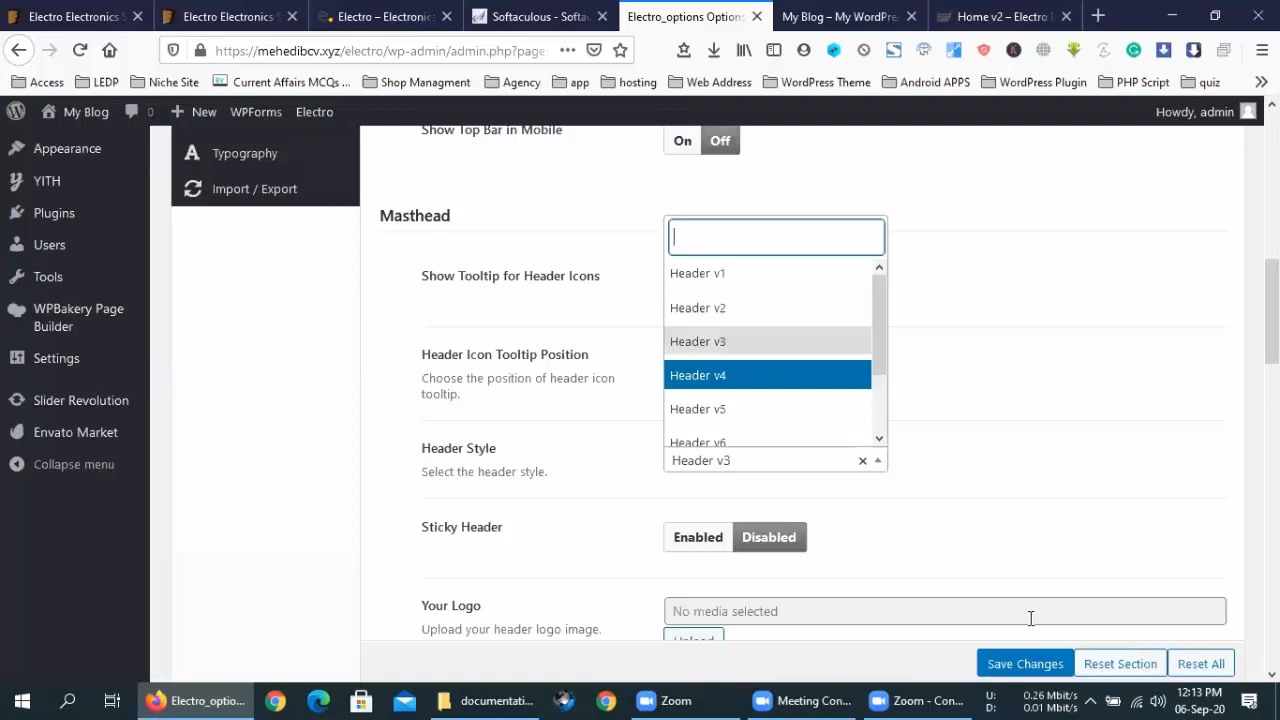 Electro Electronics S
Electro Electronics S
Electro – Electronic
Softaculous - Softa
Electro_options Option
My Blog – My WordPre
Home v2 – Electro D
https://mehedibcv.xyz/electro/wp-admin/admin.php?page
Access
LEDP
Niche Site
Current Affairs MCQs ...
Shop Managment
Agency
app
hosting
Web Address
WordPress Theme
Android APPS
WordPress Plugin
PHP Script
quiz
My Blog
0
New
WPForms
Electro
Howdy, admin
Appearance
YITH
Plugins
Users
Tools
WPBakery Page
Builder
Settings
Slider Revolution
Envato Market
Collapse menu
Typography
Import / Export
Show Top Bar in Mobile
On
Off
Masthead
Show Tooltip for Header Icons
Header Icon Tooltip Position
Choose the position of header icon
tooltip.
Header Style
Select the header style.
Header v1
Header v2
Header v3
Header v4
Header v5
Header v6
Header v3
Sticky Header
Enabled
Disabled
Your Logo
Upload your header logo image.
No media selected
Upload
Save Changes
Reset Section
Reset All
Electro_optio...
documentati...
Zoom
Meeting Con...
Zoom - Con...
U:
D:
0.26 Mbit/s
0.01 Mbit/s
12:13 PM
06-Sep-20